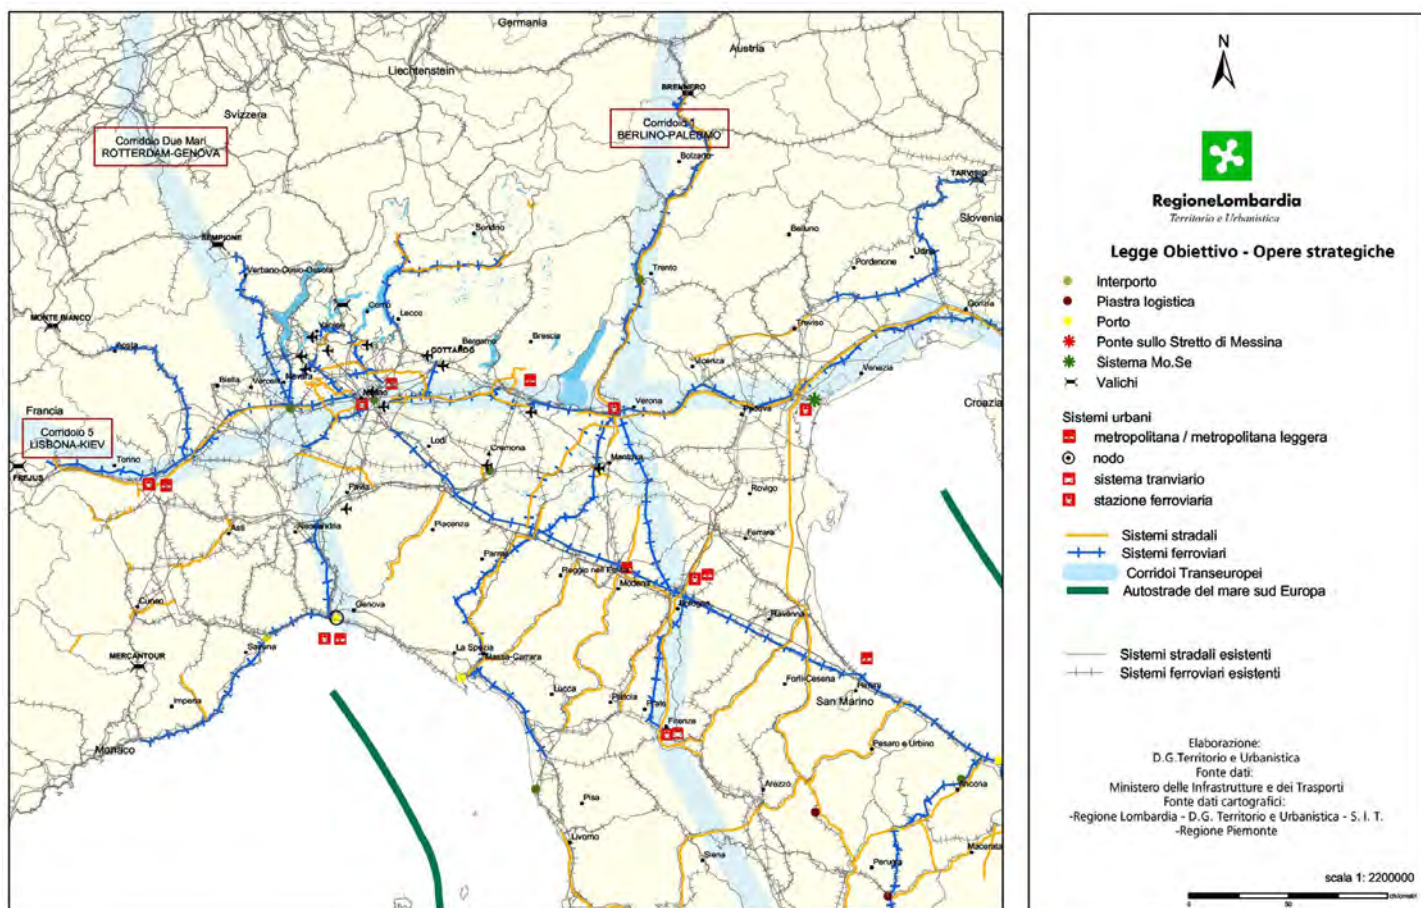 Germania
Austria
Liechtenstein
BRENNERO
Svizzera
Corridoio 1
BERLINO-PALERMO
Corridoio Due Mari
ROTTERDAM-GENOVA
Bolzano
TARVISIO
Slovenia
Sondrio
Belluno
SEMPIONE
Udine
Pordenone
Trento
Verbano-Cusio-Ossola
Como
Lecco
Gorizia
MONTE BIANCO
Varese
Treviso
Aosta
GOTTARDO
Bergamo
Brescia
Vicenza
Venezia
Biella
Vercelli
Novara
Milano
Verona
Padova
Croazia
Francia
Corridoio 5
LISBONA-KIEV
Lodi
Cremona
Mantova
Torino
FREJUS
Pavia
Rovigo
Asti
Alessandria
Piacenza
Ferrara
Parma
Reggio nell'Emilia
Modena
Cuneo
Genova
Bologna
Ravenna
Savona
La Spezia
Massa-Carrara
MERCANTOUR
Lucca
Pistoia
Prato
Forlì-Cesena
Rimini
San Marino
Imperia
Firenze
Monaco
Pesaro e Urbino
Pisa
Arezzo
Ancona
Livorno
Siena
Perugia
Macerata
N
RegioneLombardia
Territorio e Urbanistica
Legge Obiettivo - Opere strategiche
Interporto
Piastra logistica
Porto
Ponte sullo Stretto di Messina
Sistema Mo.Se
Valichi
Sistemi urbani
metropolitana / metropolitana leggera
nodo
sistema tranviario
stazione ferroviaria
Sistemi stradali
Sistemi ferroviari
Corridoi Transeuropei
Autostrade del mare sud Europa
Sistemi stradali esistenti
Sistemi ferroviari esistenti
Elaborazione:
D.G.Territorio e Urbanistica
Fonte dati:
Ministero delle Infrastrutture e dei Trasporti
Fonte dati cartografici:
-Regione Lombardia - D.G. Territorio e Urbanistica - S. I. T.
-Regione Piemonte
scala 1: 2200000
0 50 chilometri